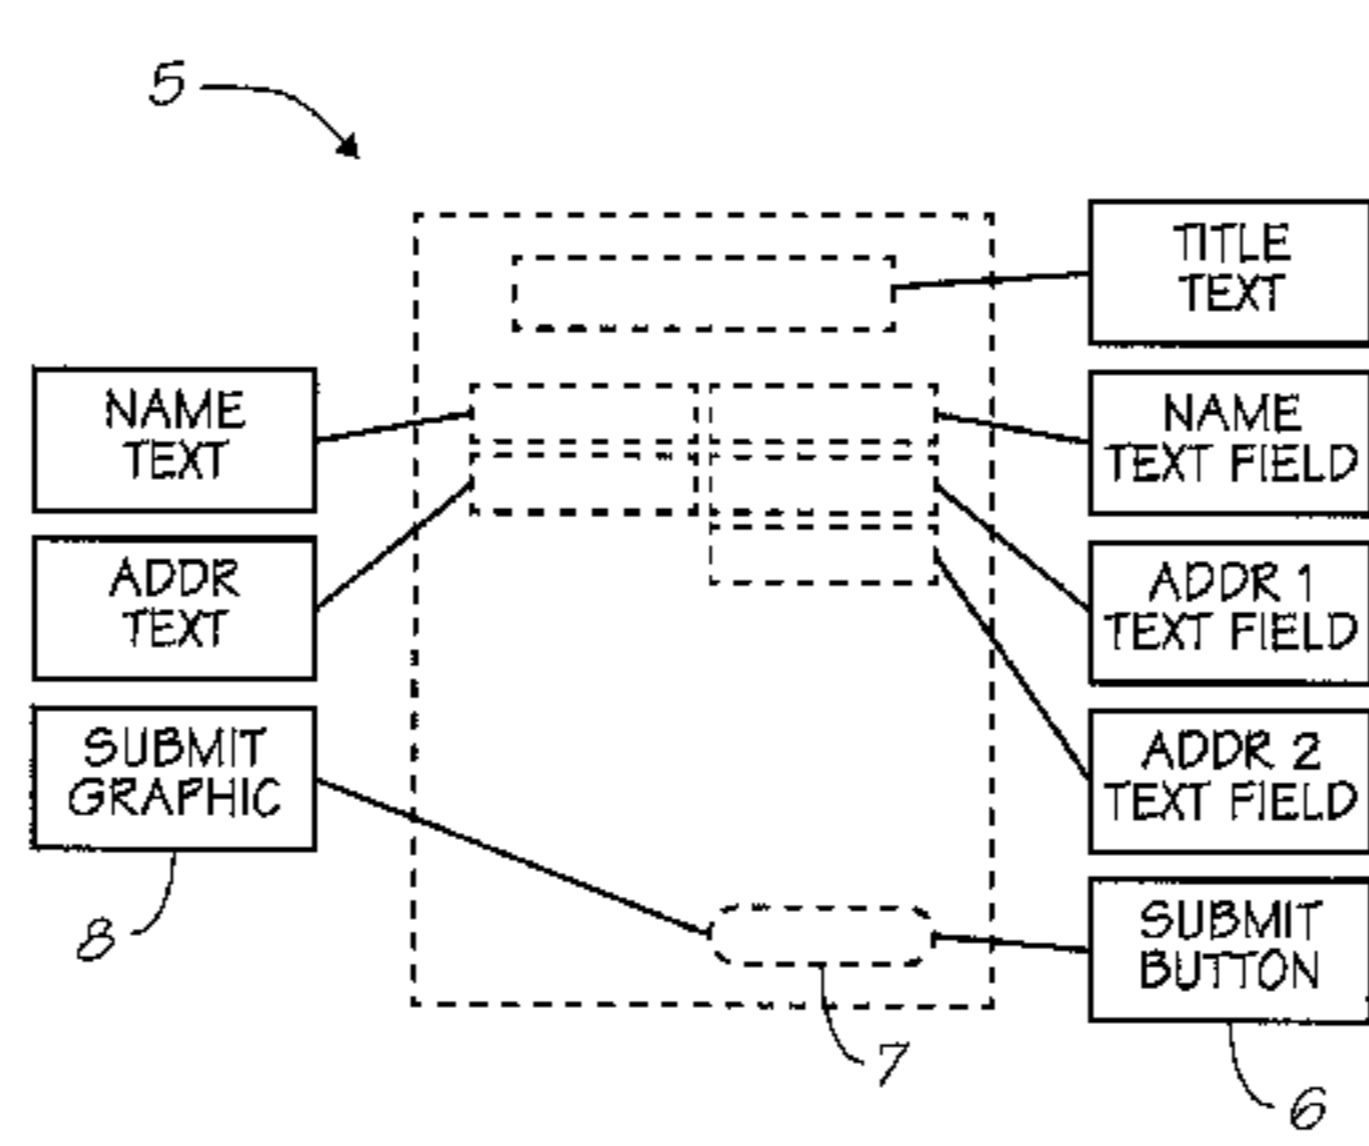 5
TITLE
TEXT
NAME
TEXT
NAME
TEXT FIELD
ADDR
TEXT
ADDR 1
TEXT FIELD
SUBMIT
GRAPHIC
ADDR 2
TEXT FIELD
8
SUBMIT
BUTTON
7
6